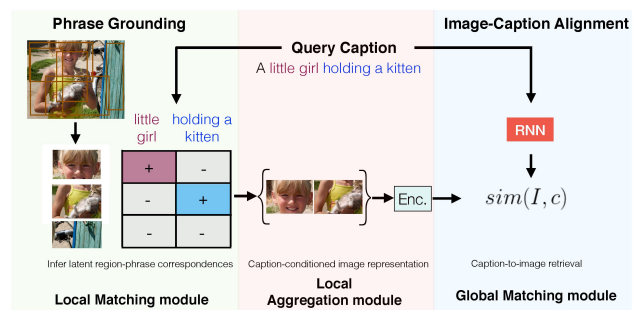 Phrase Grounding
Image-Caption Alignment
Query Caption
A little girl holding a kitten
little girl
holding a kitten
RNN
+ -
- +
- -
Enc.
sim(I, c)
Infer latent region-phrase correspondences
Caption-conditioned image representation
Caption-to-image retrieval
Local Matching module
Local
Aggregation module
Global Matching module